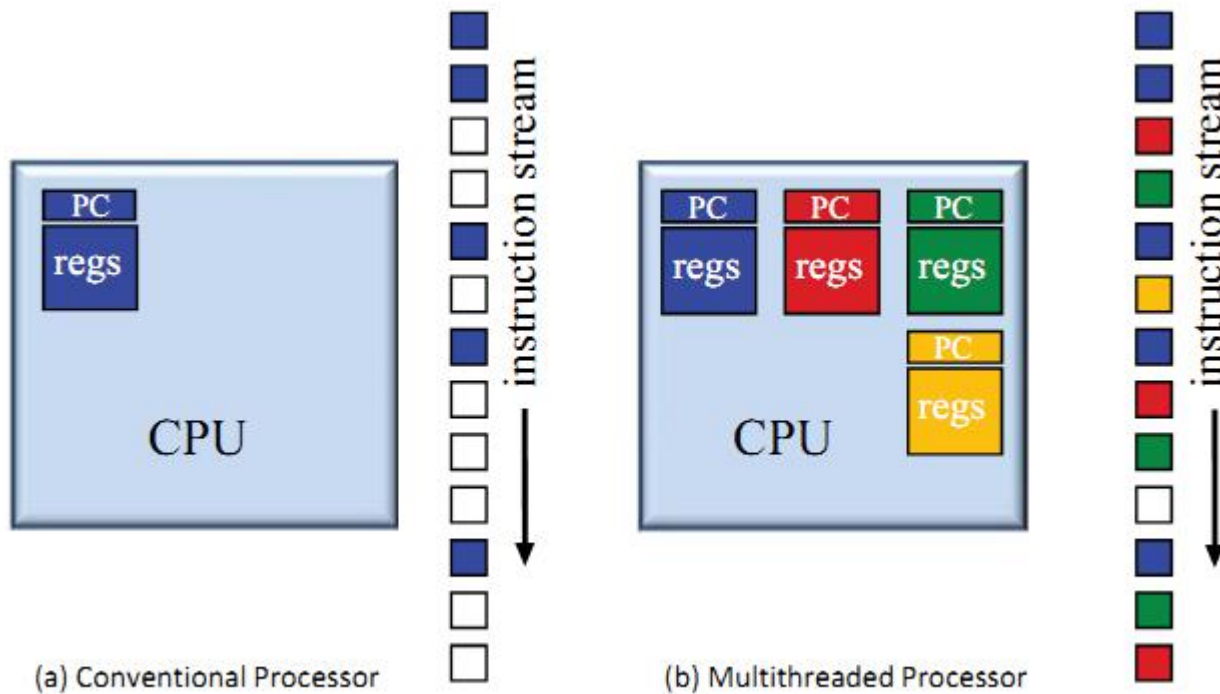 PC
regs
CPU
instruction stream
(a) Conventional Processor
PC PC PC
regs regs regs
PC
regs
CPU
instruction stream
(b) Multithreaded Processor